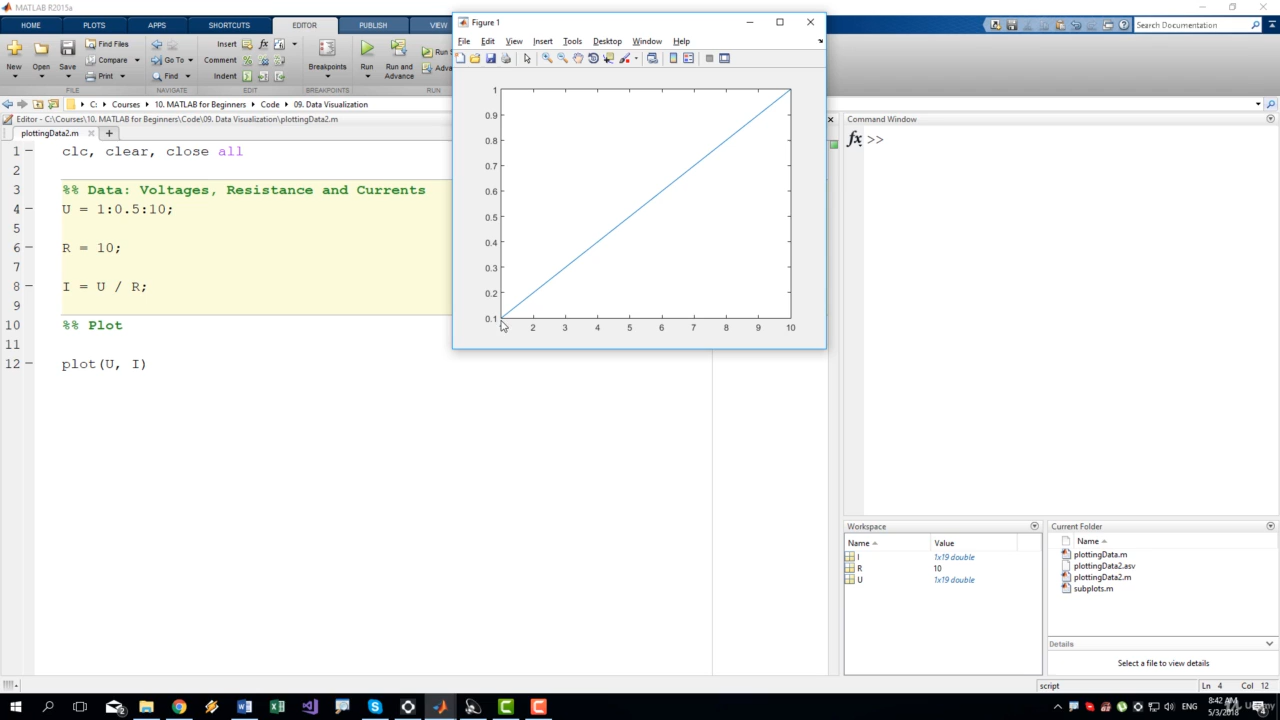 MATLAB R2015a
HOME PLOTS APPS SHORTCUTS EDITOR PUBLISH VIEW
Search Documentation
New Open Save
Find Files
Compare
Print
FILE
Go To
Find
NAVIGATE
Insert
Comment
Indent
EDIT
Breakpoints
BREAKPOINTS
Run
Run and
Advance
RUN
C: Courses 10. MATLAB for Beginners Code 09. Data Visualization
Editor - C:\Courses\10. MATLAB for Beginners\Code\09. Data Visualization\plottingData2.m
plottingData2.m
1 clc, clear, close all
2
3 %% Data: Voltages, Resistance and Currents
4 U = 1:0.5:10;
5
6 R = 10;
7
8 I = U / R;
9
10 %% Plot
11
12 plot(U, I)
Figure 1
File Edit View Insert Tools Desktop Window Help
1
0.9
0.8
0.7
0.6
0.5
0.4
0.3
0.2
0.1
2 3 4 5 6 7 8 9 10
Command Window
fx >>
Workspace
Name Value
I 1x19 double
R 10
U 1x19 double
Current Folder
Name
plottingData.m
plottingData2.asv
plottingData2.m
subplots.m
Details
Select a file to view details
script Ln 4 Col 12
ENG
8:42 AM
5/3/2018